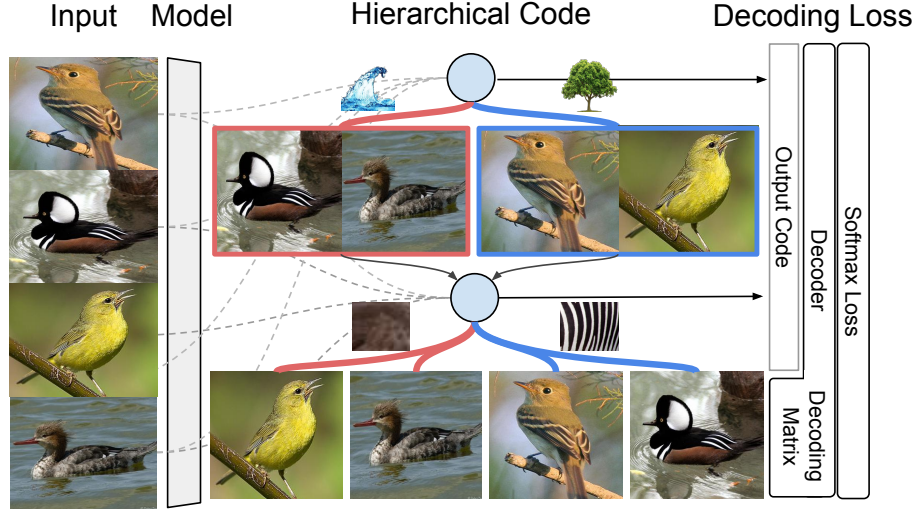 Input
Model
Hierarchical Code
Decoding Loss
Output Code
Decoder
Softmax Loss
Decoding
Matrix